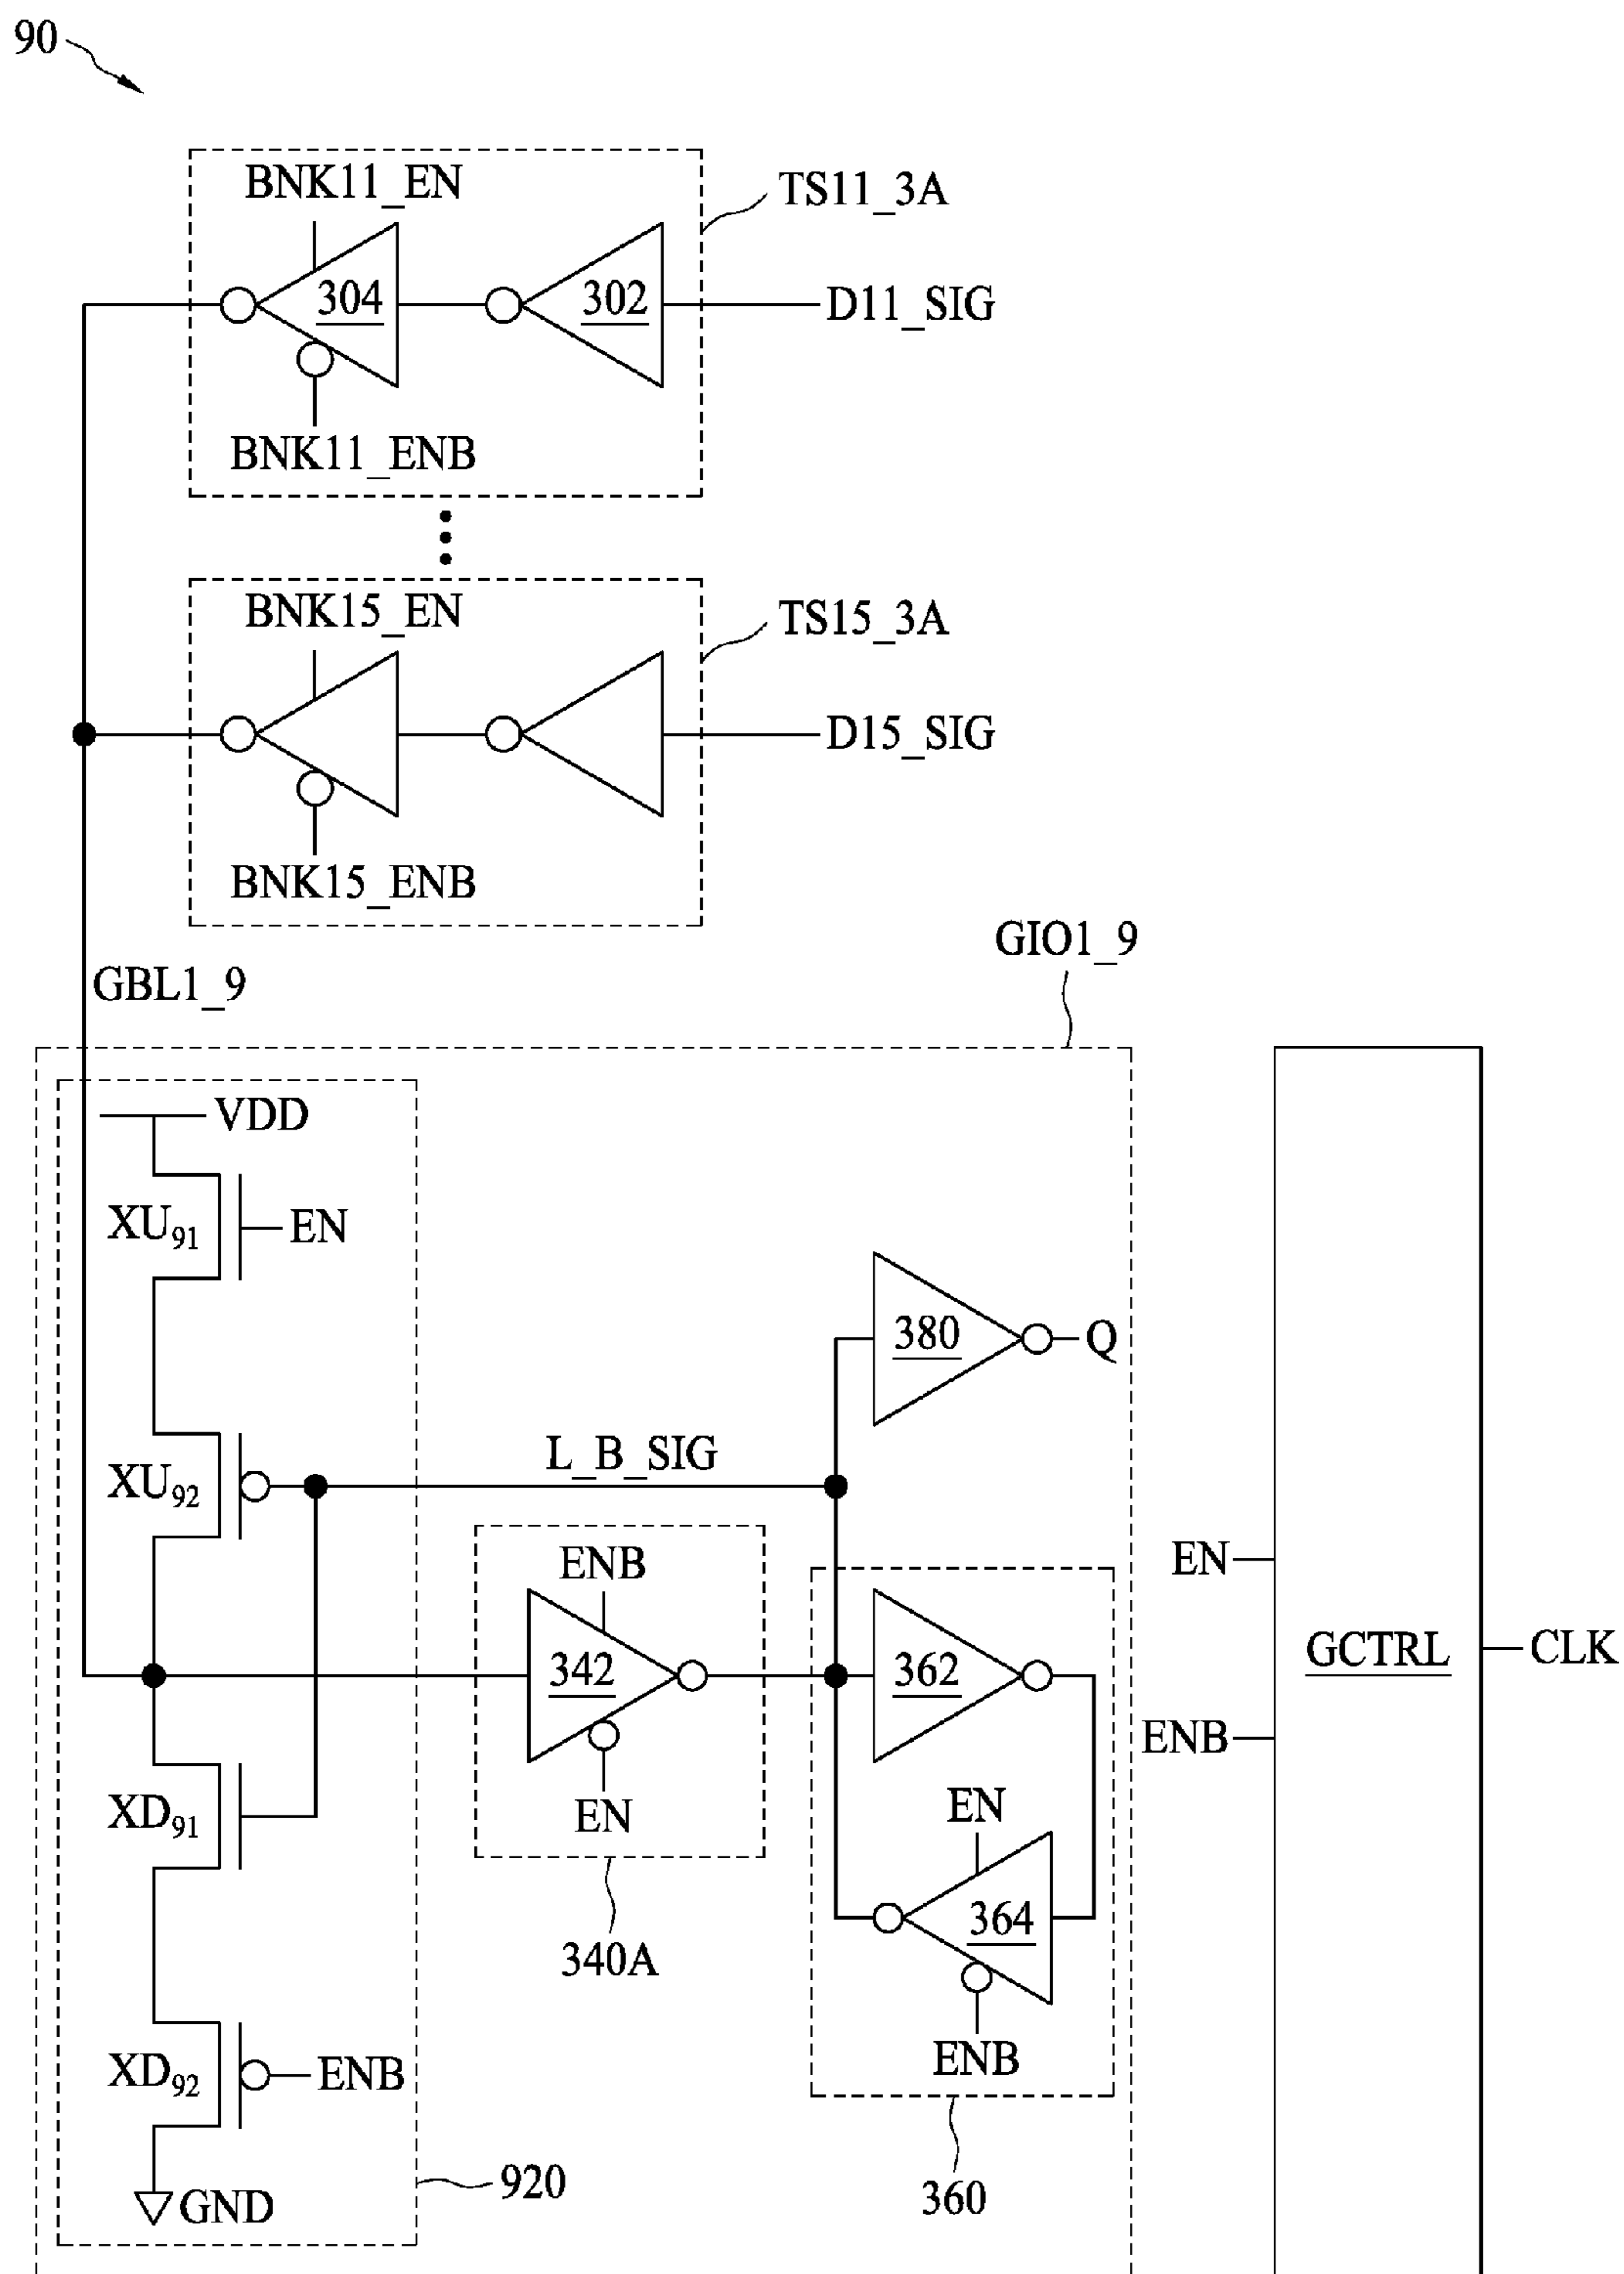 90
BNK11_EN
TS11_3A
304
302
D11_SIG
BNK11_ENB
BNK15_EN
TS15_3A
D15_SIG
BNK15_ENB
GIO1_9
GBL1_9
VDD
XU91
EN
380
Q
L_B_SIG
XU92
ENB
EN
342
362
GCTRL
CLK
ENB
XD91
EN
EN
364
340A
ENB
XD92
ENB
920
360
GND